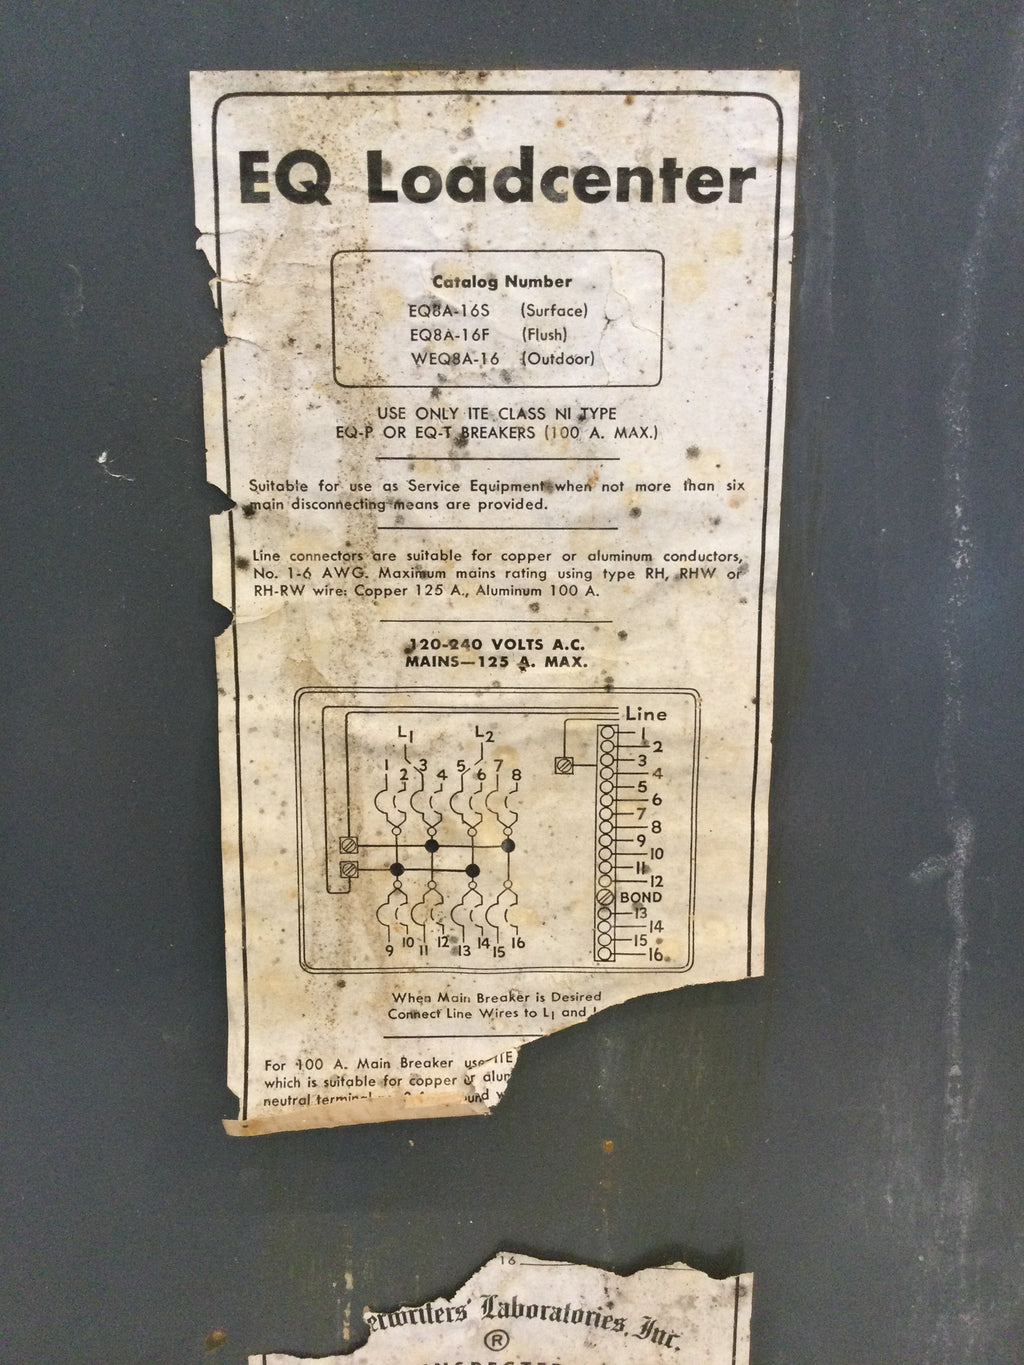 EQ Loadcenter
Catalog Number
EQ8A-16S (Surface)
EQ8A-16F (Flush)
WEQ8A-16 (Outdoor)
USE ONLY ITE CLASS NI TYPE
EQ-P OR EQ-T BREAKERS (100 A. MAX.)
Suitable for use as Service Equipment when not more than six
main disconnecting means are provided.
Line connectors are suitable for copper or aluminum conductors,
No. 1-6 AWG. Maximum mains rating using type RH, RHW or
RH-RW wire: Copper 125 A., Aluminum 100 A.
120-240 VOLTS A.C.
MAINS—125 A. MAX.
Line
L1 L2
1 2 3 4 5 6 7 8
9 10 11 12 13 14 15 16
1
2
3
4
5
6
7
8
9
10
11
12
BOND
13
14
15
16
When Main Breaker is Desired
Connect Line Wires to L1 and
For 100 A. Main Breaker use ITE
which is suitable for copper or
neutral
16
Laboratories, Inc.
®